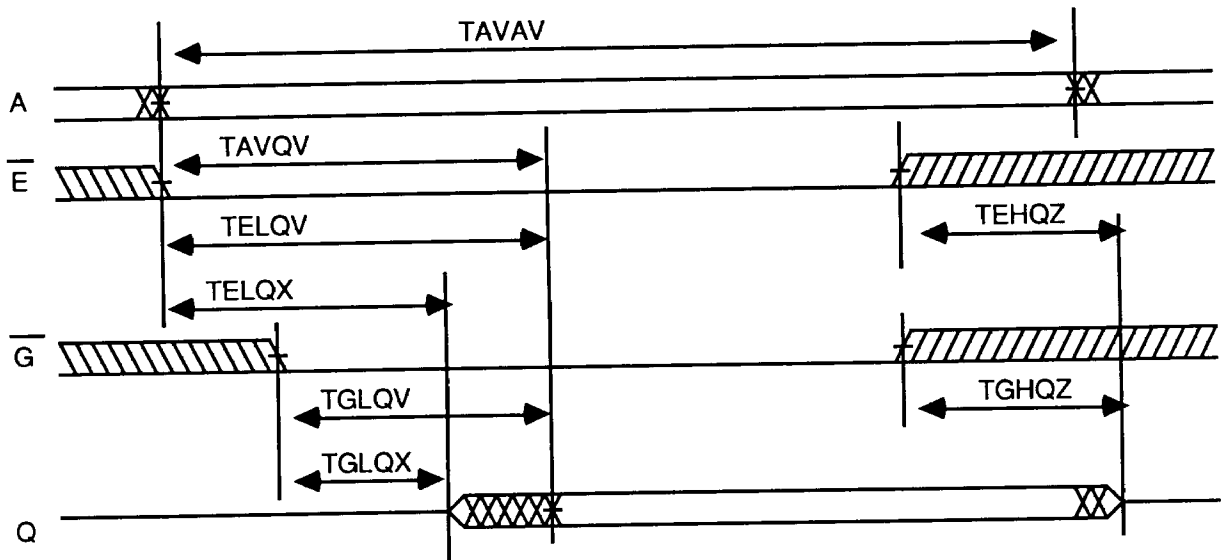 TAVAV
A
TAVQV
E̅
TELQV
TEHQZ
TELQX
G̅
TGLQV
TGHQZ
TGLQX
Q